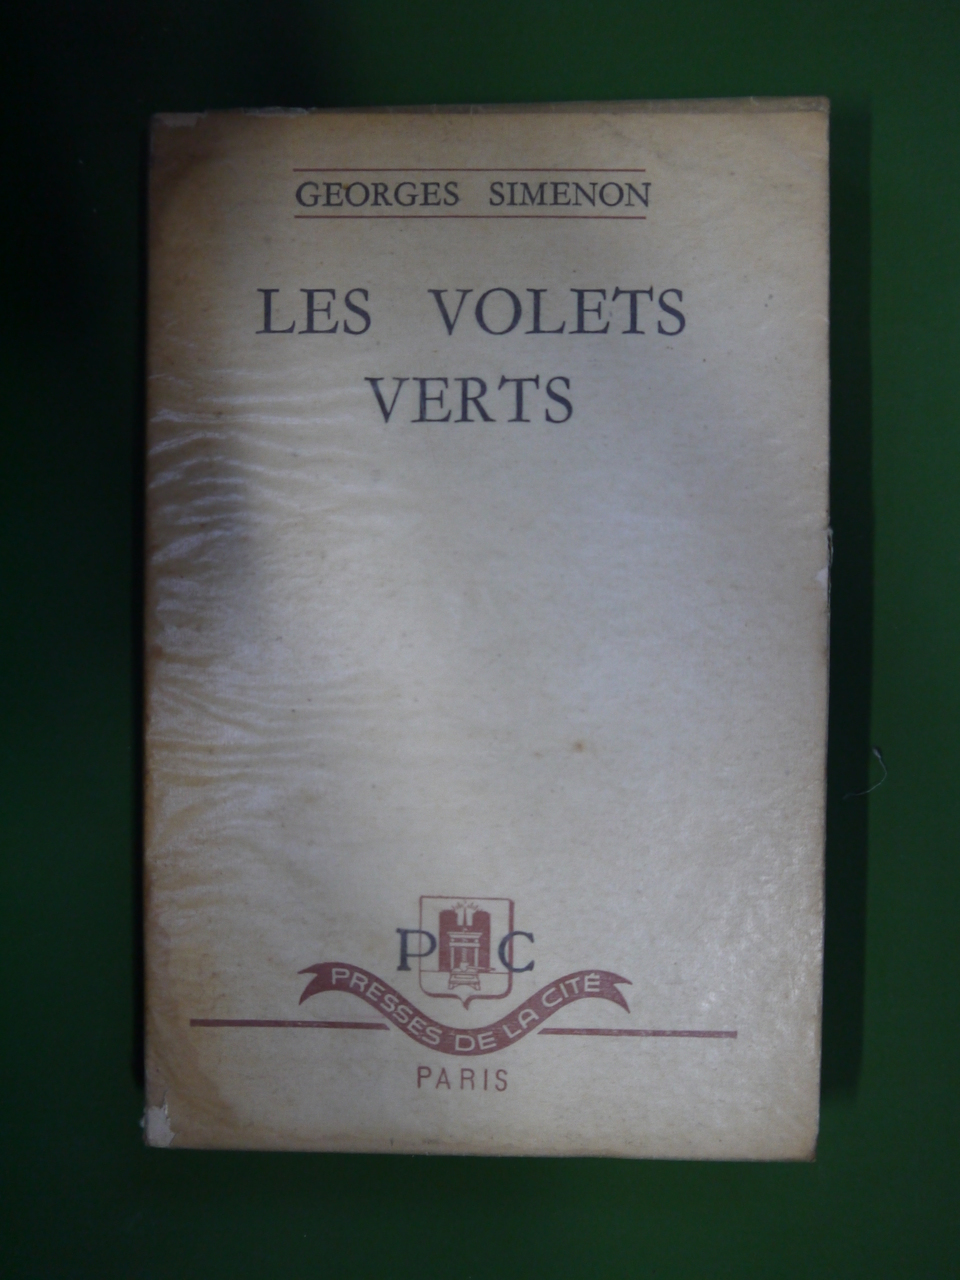 GEORGES SIMENON
LES VOLETS
VERTS
P C
PRESSES DE LA CITÉ
PARIS